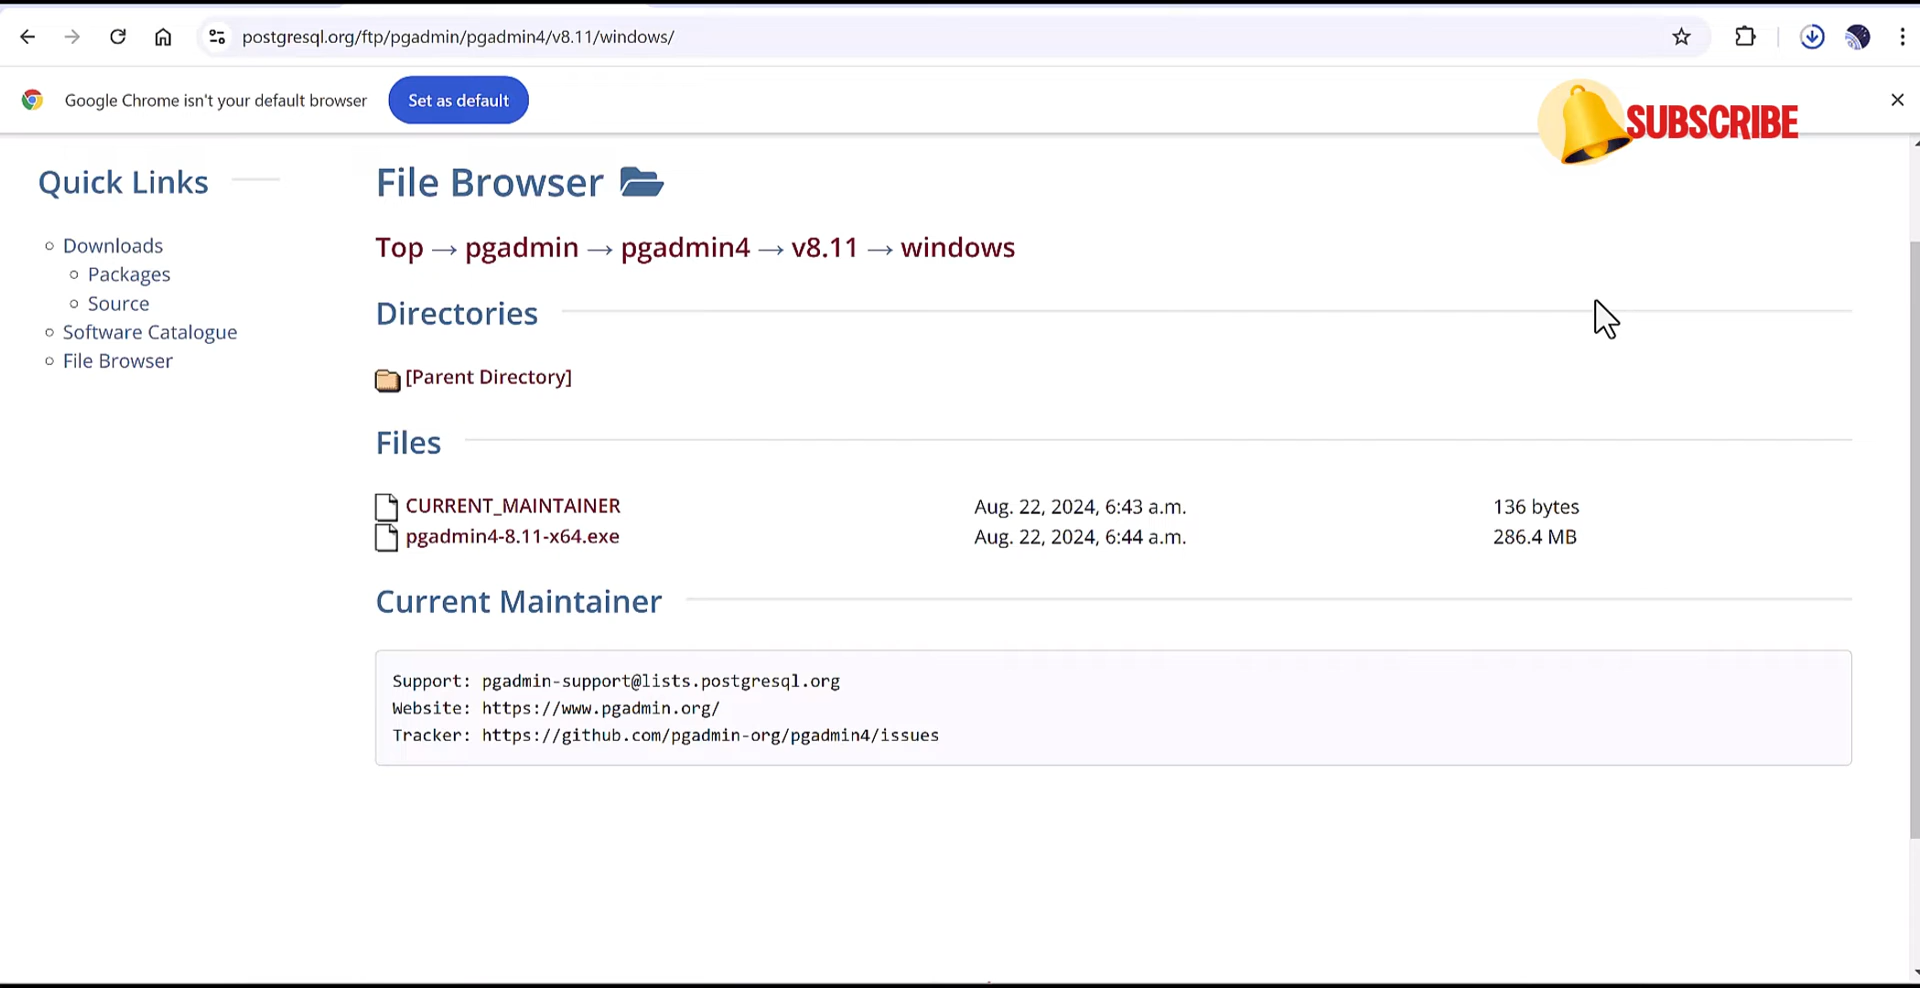 postgresql.org/ftp/pgadmin/pgadmin4/v8.11/windows/
Google Chrome isn't your default browser
Set as default
SUBSCRIBE
Quick Links
Downloads
Packages
Source
Software Catalogue
File Browser
File Browser
Top → pgadmin → pgadmin4 → v8.11 → windows
Directories
[Parent Directory]
Files
CURRENT_MAINTAINER Aug. 22, 2024, 6:43 a.m. 136 bytes
pgadmin4-8.11-x64.exe Aug. 22, 2024, 6:44 a.m. 286.4 MB
Current Maintainer
Support: pgadmin-support@lists.postgresql.org
Website: https://www.pgadmin.org/
Tracker: https://github.com/pgadmin-org/pgadmin4/issues